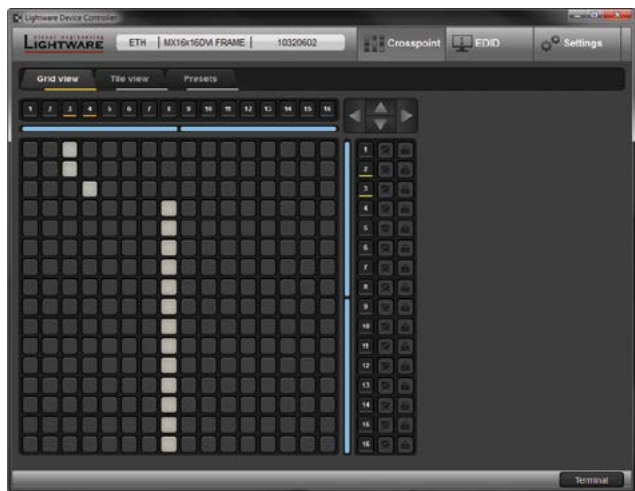 Lightware Device Controller
visual engineering
LIGHTWARE ETH | MX16x16DVI FRAME | 10320602 Crosspoint EDID Settings
Grid view Tile view Presets
1 2 3 4 5 6 7 8 9 10 11 12 13 14 15 16
1
2
3
4
5
6
7
8
9
10
11
12
13
14
15
16
Terminal